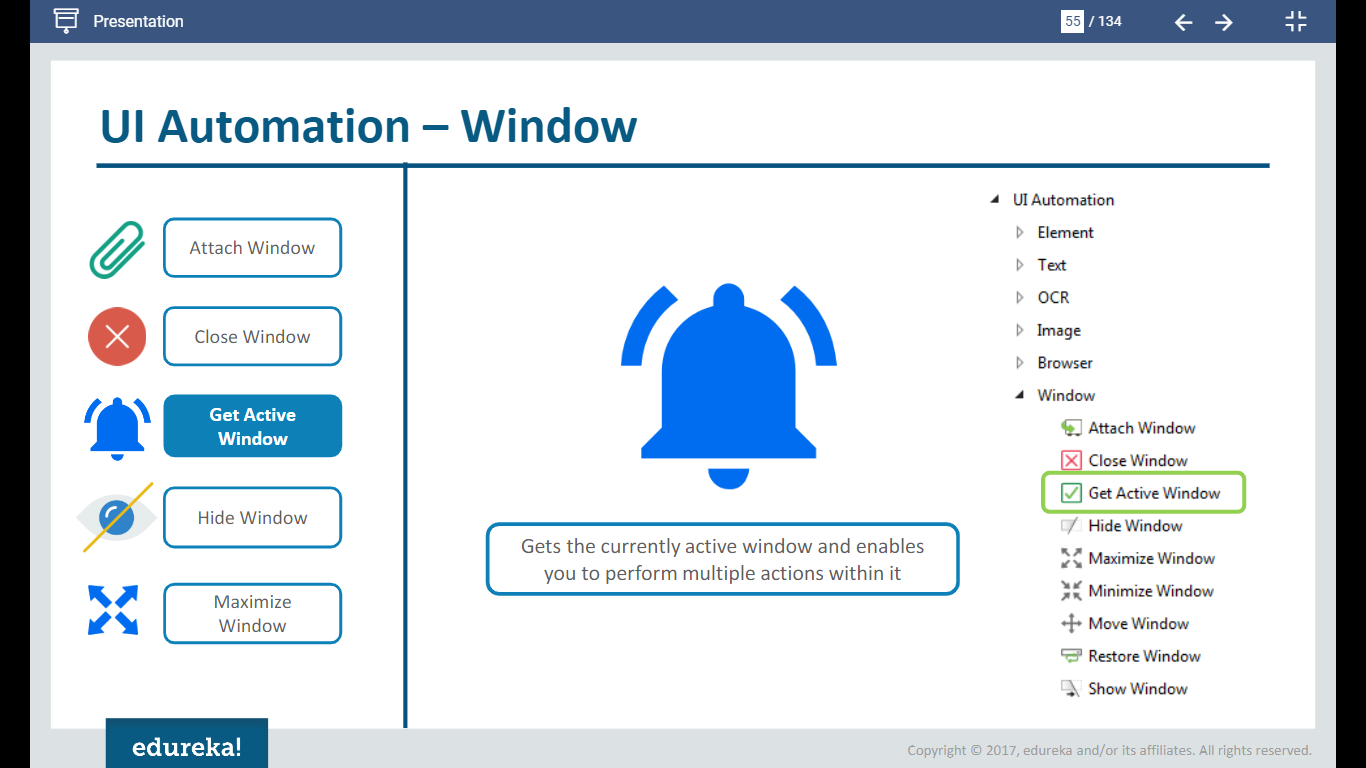 Presentation
55 / 134
UI Automation – Window
Attach Window
Close Window
Get Active
Window
Hide Window
Maximize
Window
Gets the currently active window and enables
you to perform multiple actions within it
UI Automation
Element
Text
OCR
Image
Browser
Window
Attach Window
Close Window
Get Active Window
Hide Window
Maximize Window
Minimize Window
Move Window
Restore Window
Show Window
edureka!
Copyright © 2017, edureka and/or its affiliates. All rights reserved.